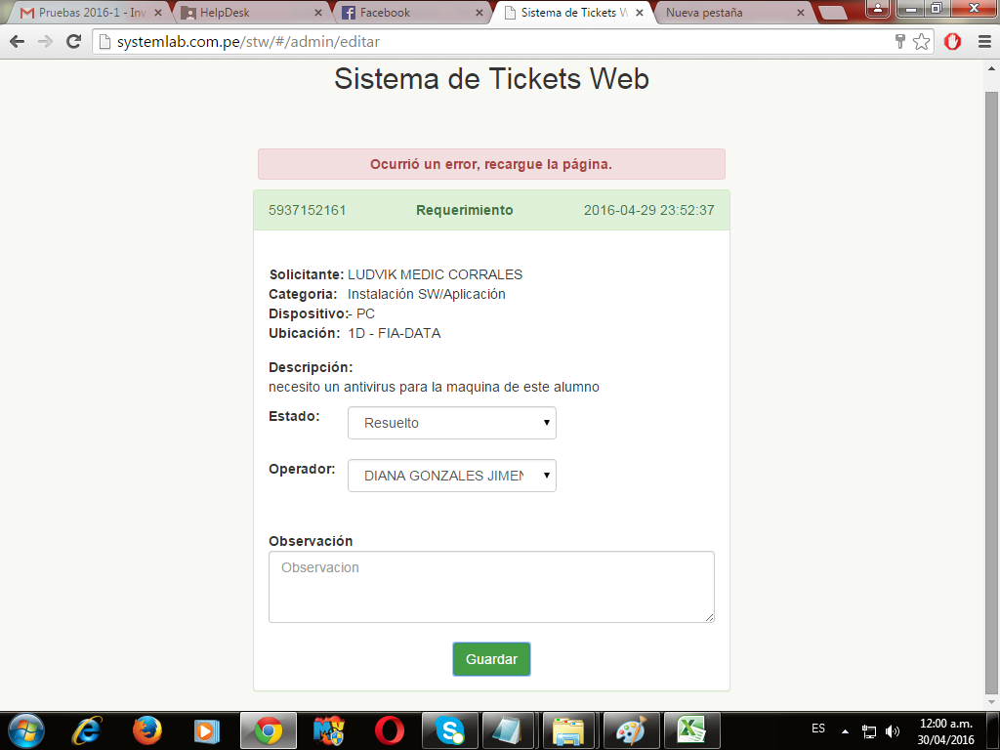 Pruebas 2016-1 - Inv
HelpDesk
Facebook
Sistema de Tickets W
Nueva pestaña
systemlab.com.pe/stw/#/admin/editar
Sistema de Tickets Web
Ocurrió un error, recargue la página.
5937152161 Requerimiento 2016-04-29 23:52:37
Solicitante: LUDVIK MEDIC CORRALES
Categoria: Instalación SW/Aplicación
Dispositivo:- PC
Ubicación: 1D - FIA-DATA
Descripción:
necesito un antivirus para la maquina de este alumno
Estado: Resuelto
Operador: DIANA GONZALES JIMEN
Observación
Observacion
Guardar
ES
12:00 a.m.
30/04/2016